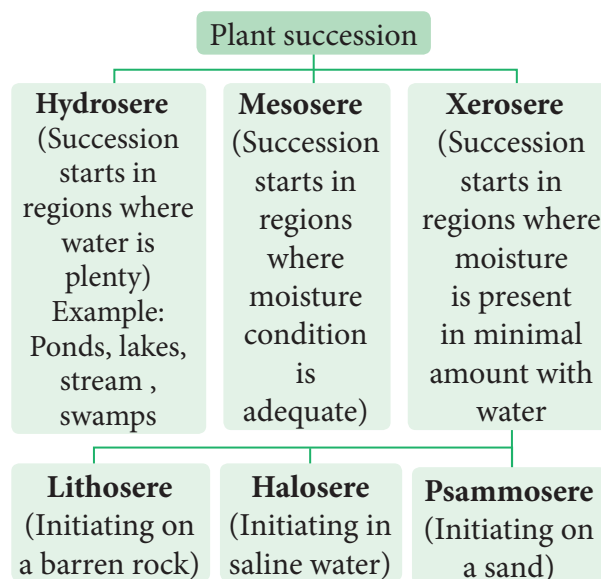 Plant succession
Hydrosere
(Succession
starts in
regions where
water is
plenty)
Example:
Ponds, lakes,
stream ,
swamps
Mesosere
(Succession
starts in
regions
where
moisture
condition
is
adequate)
Xerosere
(Succession
starts in
regions where
moisture
is present
in minimal
amount with
water
Lithosere
(Initiating on
a barren rock)
Halosere
(Initiating in
saline water)
Psammosere
(Initiating on
a sand)